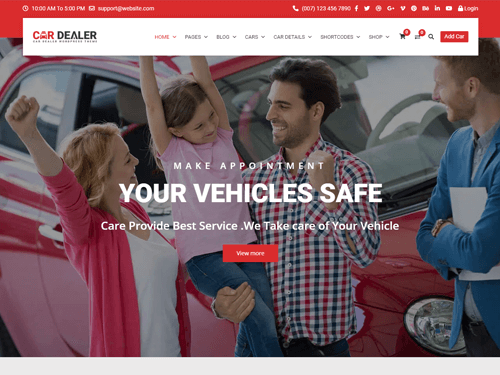 10:00 AM To 5:00 PM support@website.com (007) 123 456 7890 Login
CAR DEALER
CAR DEALER WORDPRESS THEME
HOME PAGES BLOG CARS CAR DETAILS SHORTCODES SHOP 0 0 Add Car
MAKE APPOINTMENT
YOUR VEHICLES SAFE
Care Provide Best Service .We Take care of Your Vehicle
View more